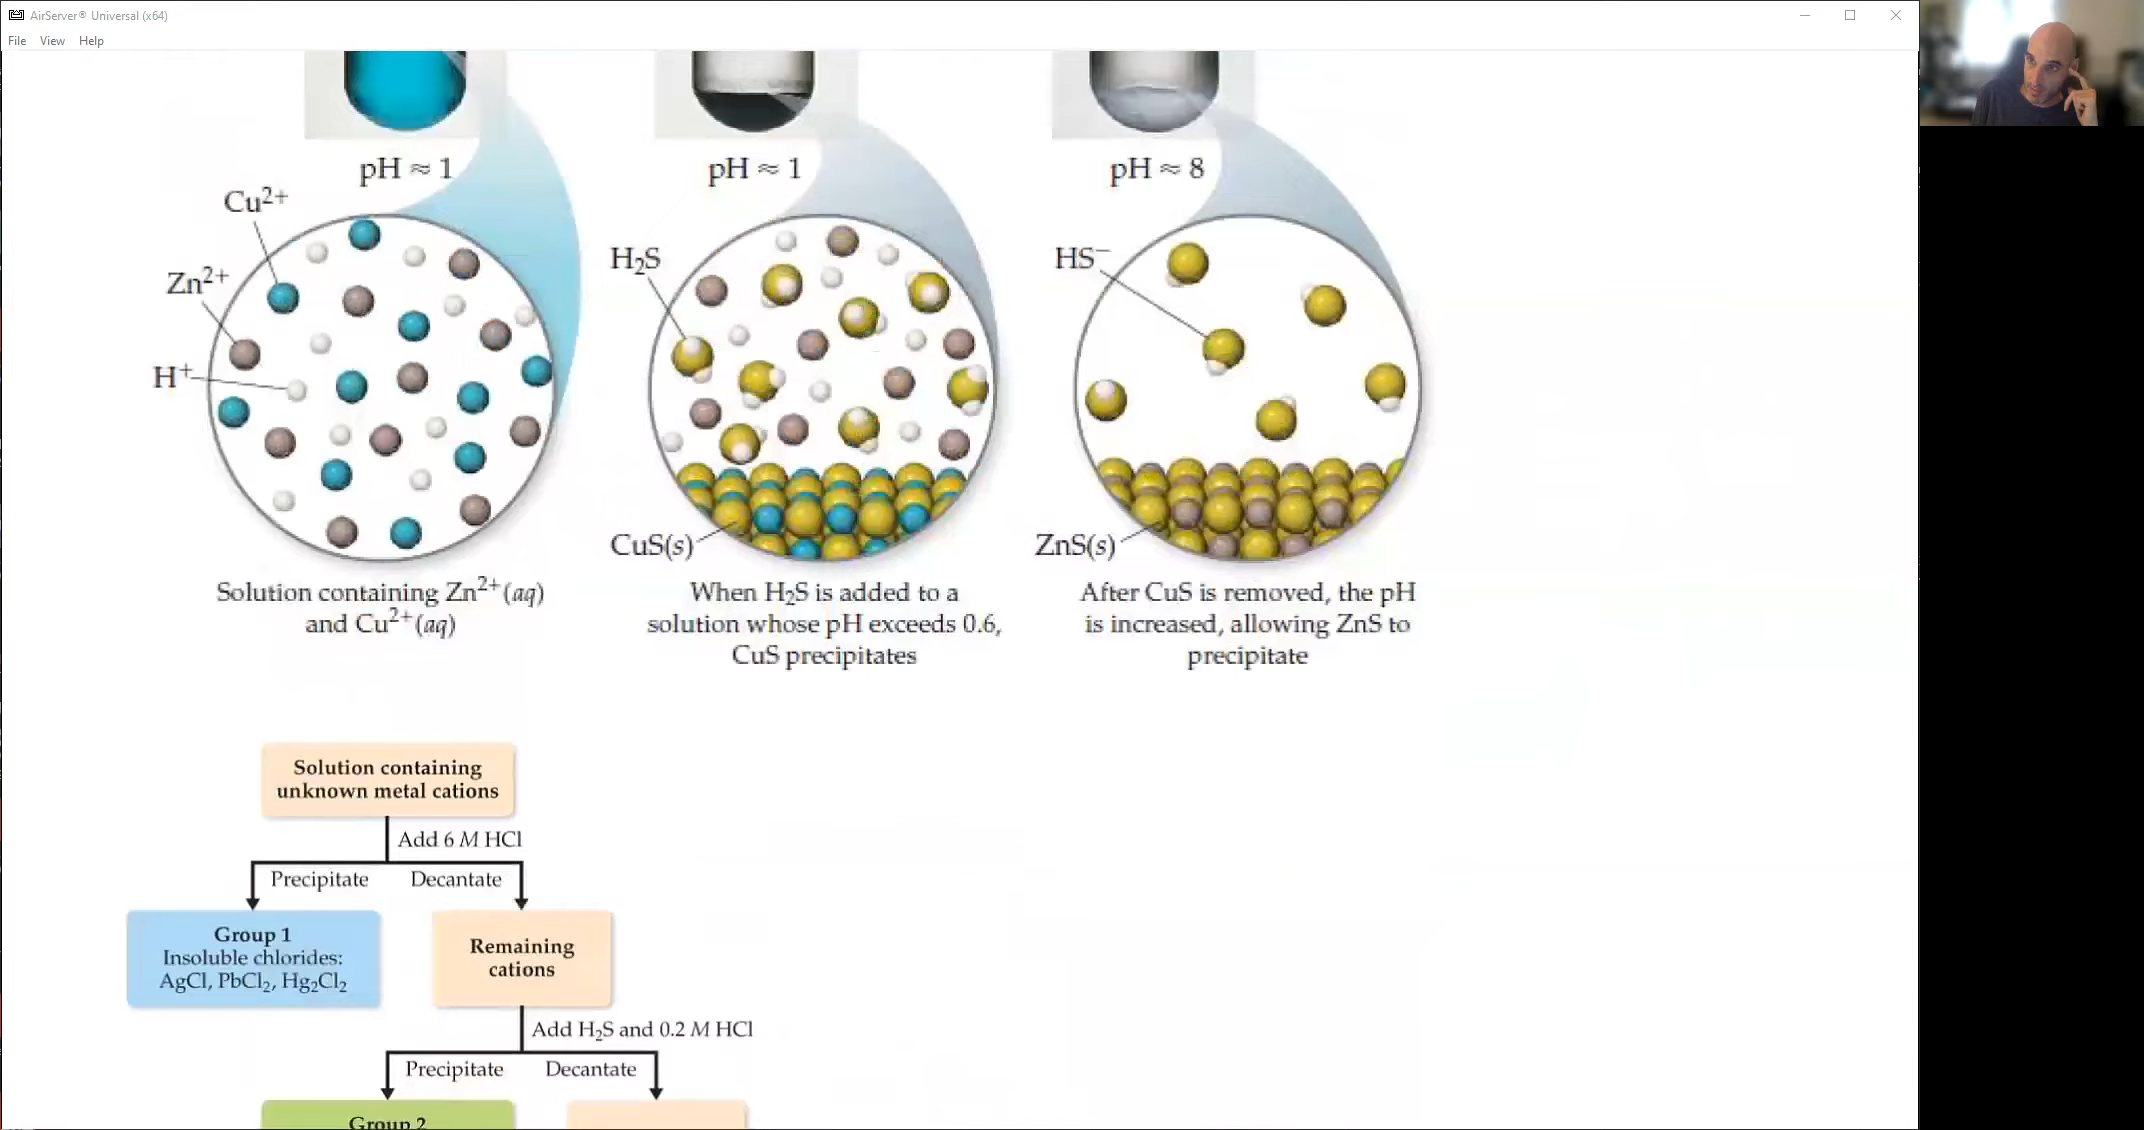 AirServer® Universal (x64)
File View Help
pH ≈ 1
pH ≈ 1
pH ≈ 8
Cu²⁺
Zn²⁺
H⁺
H₂S
HS⁻
CuS(s)
ZnS(s)
Solution containing Zn²⁺(aq)
and Cu²⁺(aq)
When H₂S is added to a
solution whose pH exceeds 0.6,
CuS precipitates
After CuS is removed, the pH
is increased, allowing ZnS to
precipitate
Solution containing
unknown metal cations
Add 6 M HCl
Precipitate
Decantate
Group 1
Insoluble chlorides:
AgCl, PbCl₂, Hg₂Cl₂
Remaining
cations
Add H₂S and 0.2 M HCl
Precipitate
Decantate
Group 2